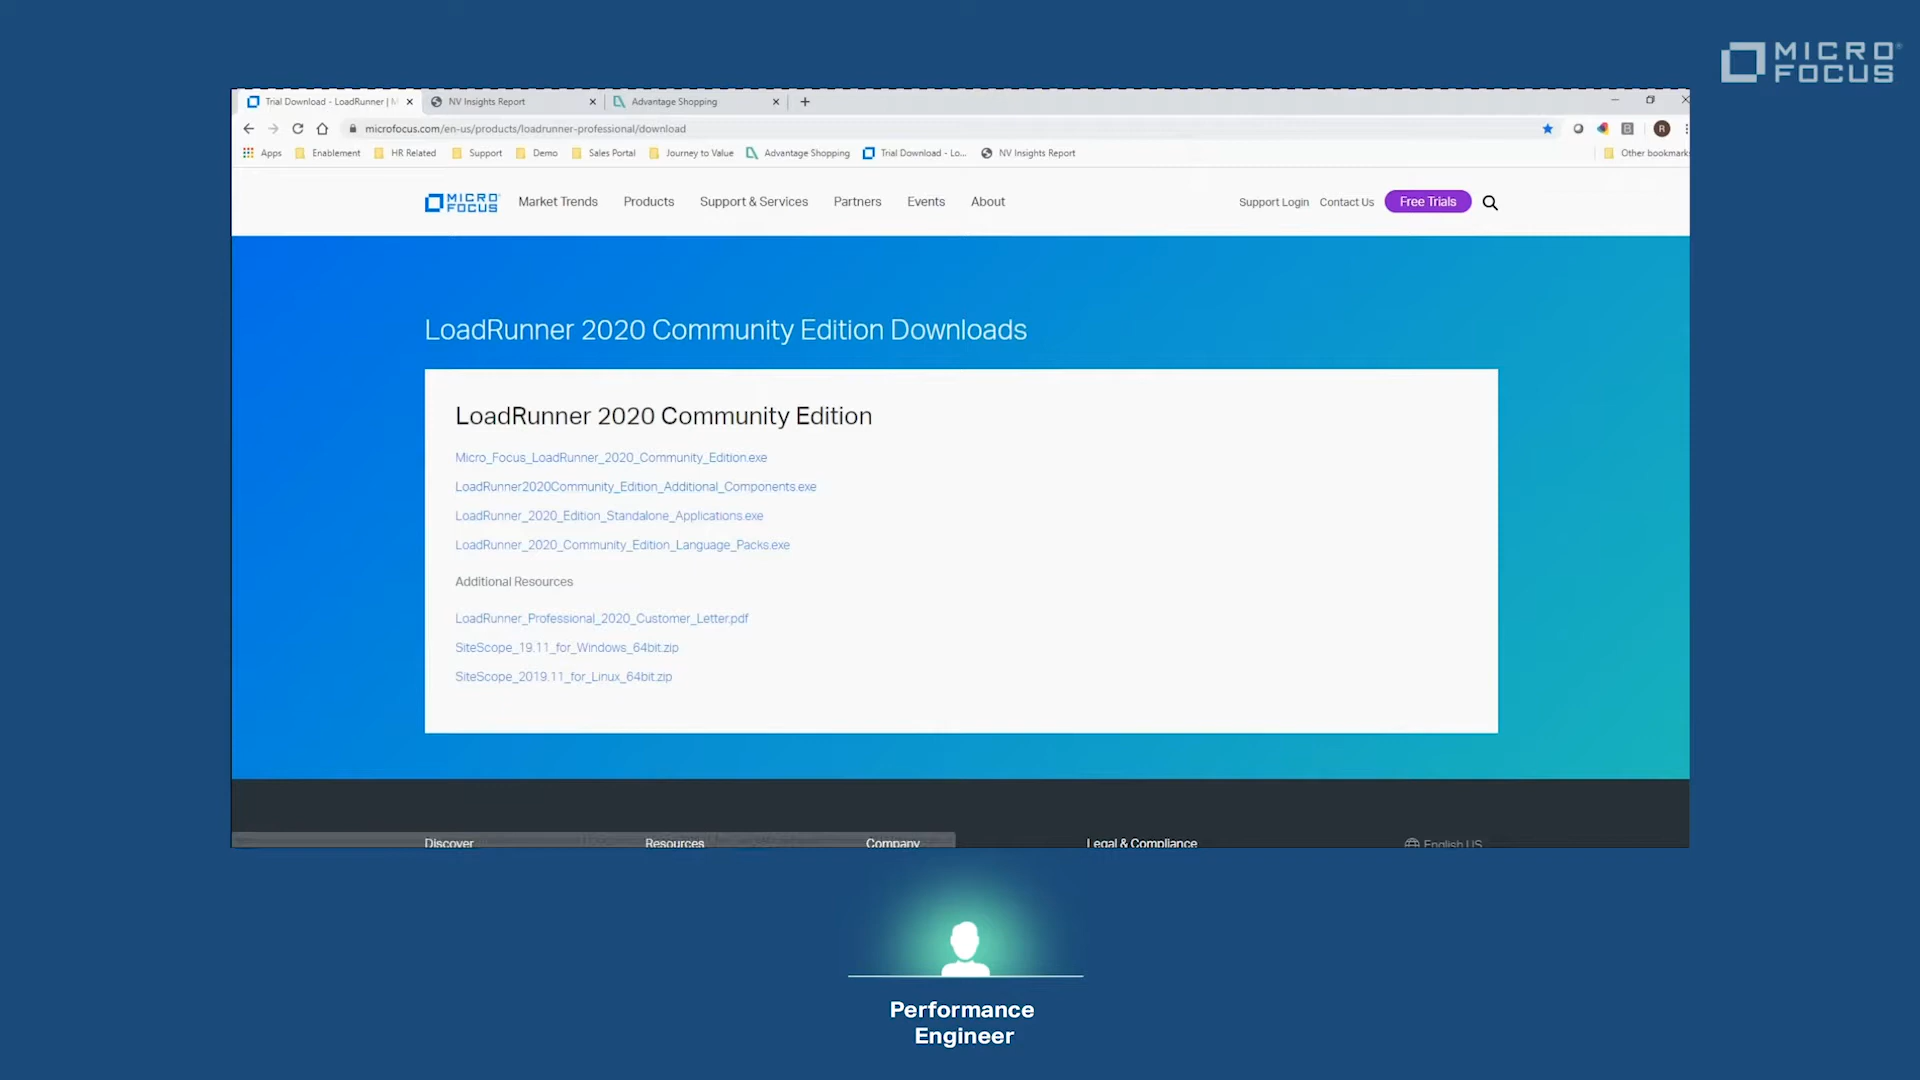 MICRO
FOCUS
Trial Download - LoadRunner | M
NV Insights Report
Advantage Shopping
microfocus.com/en-us/products/loadrunner-professional/download
Apps
Enablement
HR Related
Support
Demo
Sales Portal
Journey to Value
Advantage Shopping
Trial Download - Lo...
NV Insights Report
Other bookmark
MICRO
FOCUS
Market Trends
Products
Support & Services
Partners
Events
About
Support Login
Contact Us
Free Trials
LoadRunner 2020 Community Edition Downloads
LoadRunner 2020 Community Edition
Micro_Focus_LoadRunner_2020_Community_Edition.exe
LoadRunner2020Community_Edition_Additional_Components.exe
LoadRunner_2020_Edition_Standalone_Applications.exe
LoadRunner_2020_Community_Edition_Language_Packs.exe
Additional Resources
LoadRunner_Professional_2020_Customer_Letter.pdf
SiteScope_19.11_for_Windows_64bit.zip
SiteScope_2019.11_for_Linux_64bit.zip
Discover
Resources
Company
Legal & Compliance
English US
Performance
Engineer